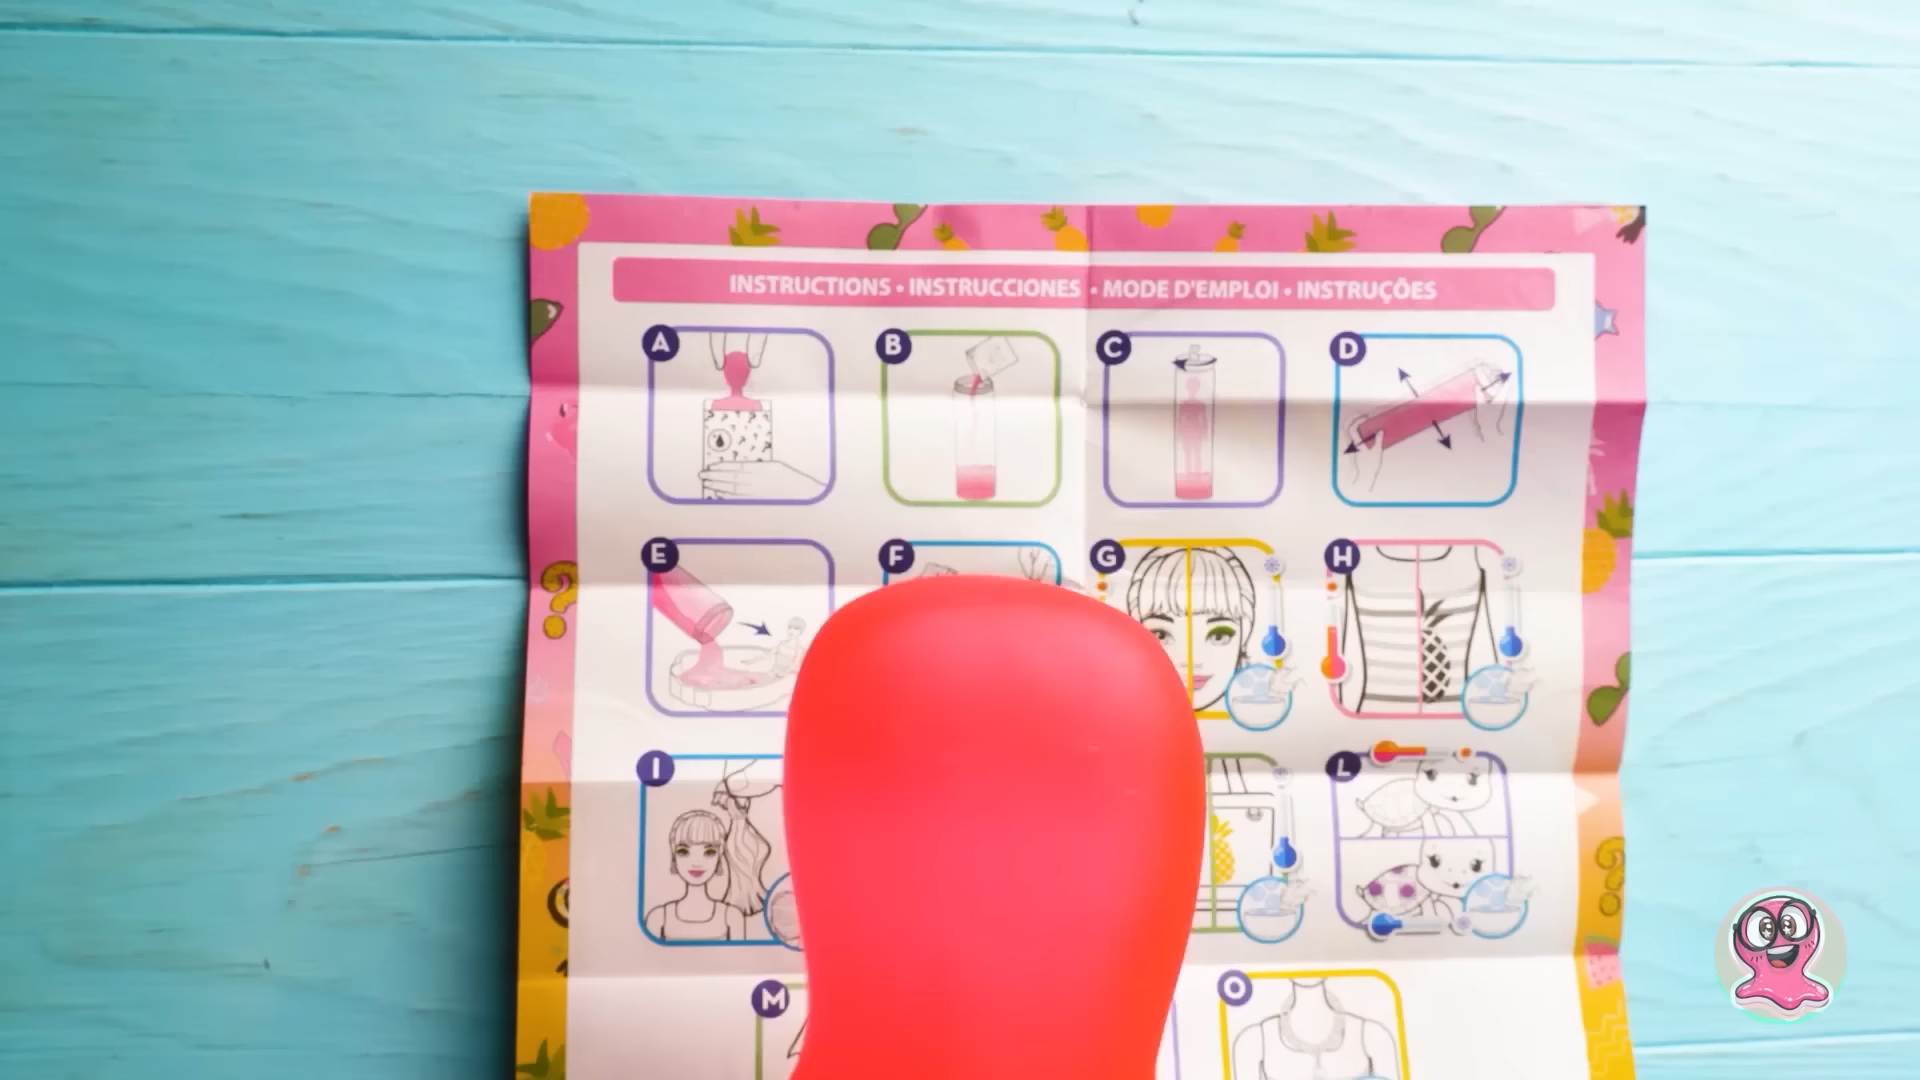 INSTRUCTIONS • INSTRUCCIONES • MODE D'EMPLOI • INSTRUÇÕES
A B C D
E F G H
I L
M O